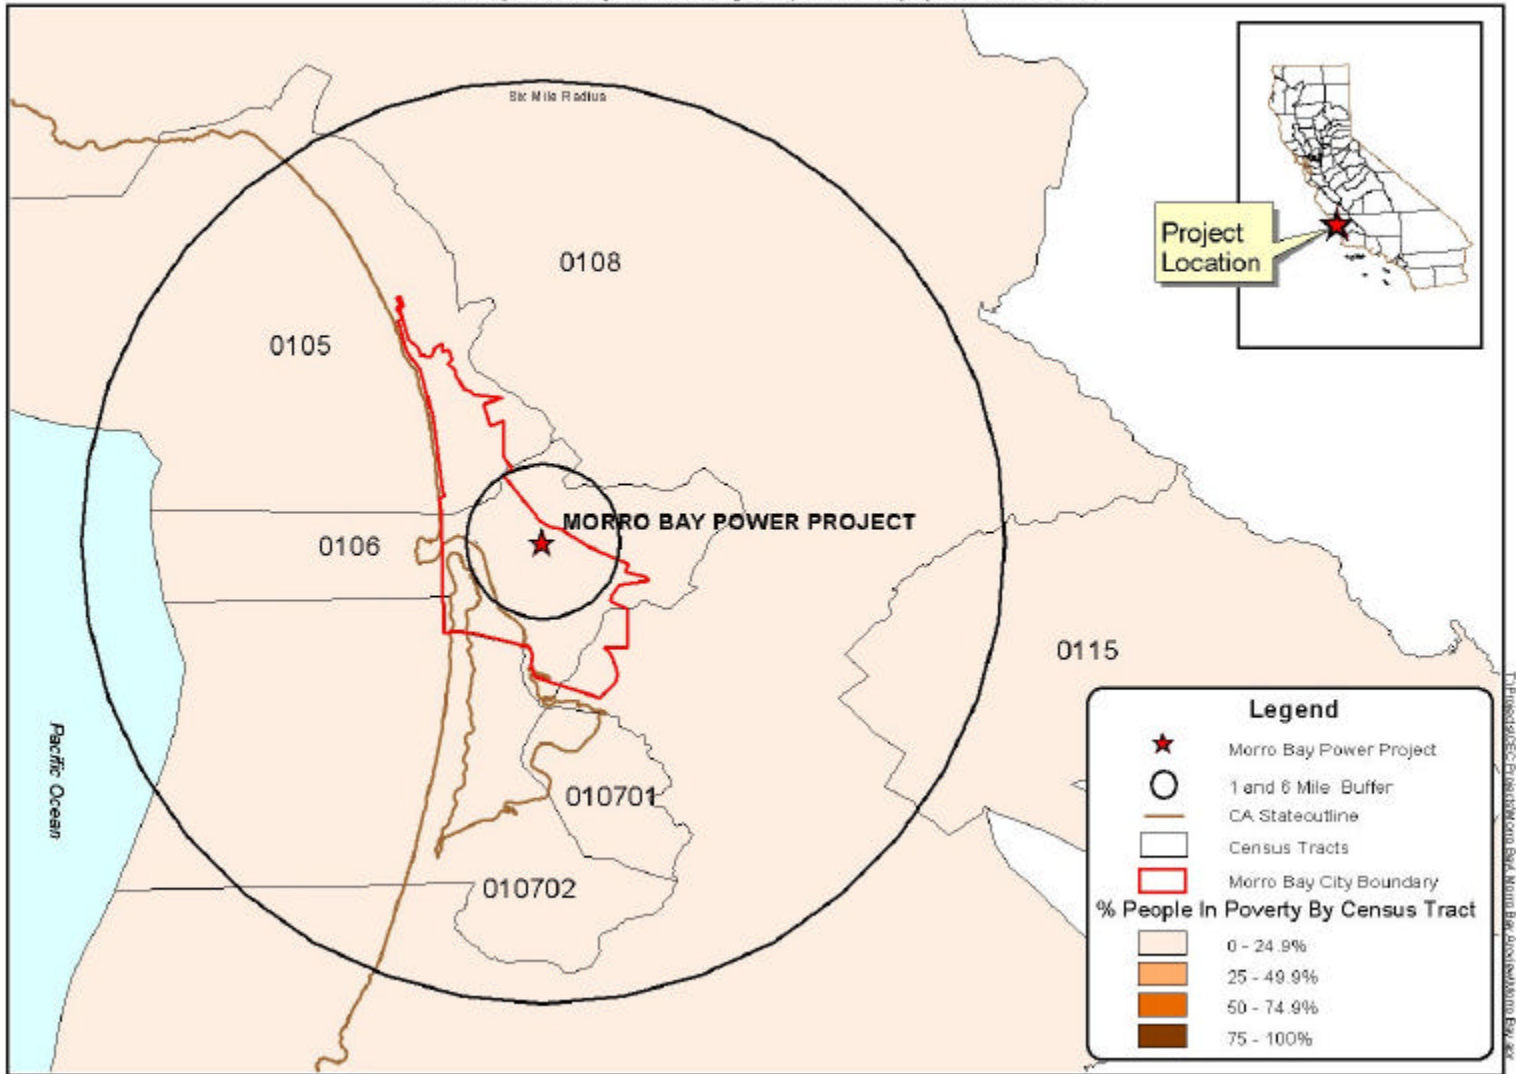 Six Mile Radius
0108
Project
Location
0105
MORRO BAY POWER PROJECT
0106
0115
Pacific Ocean
010701
010702
Legend
Morro Bay Power Project
1 and 6 Mile Buffer
CA Stateoutline
Census Tracts
Morro Bay City Boundary
% People In Poverty By Census Tract
0 - 24.9%
25 - 49.9%
50 - 74.9%
75 - 100%